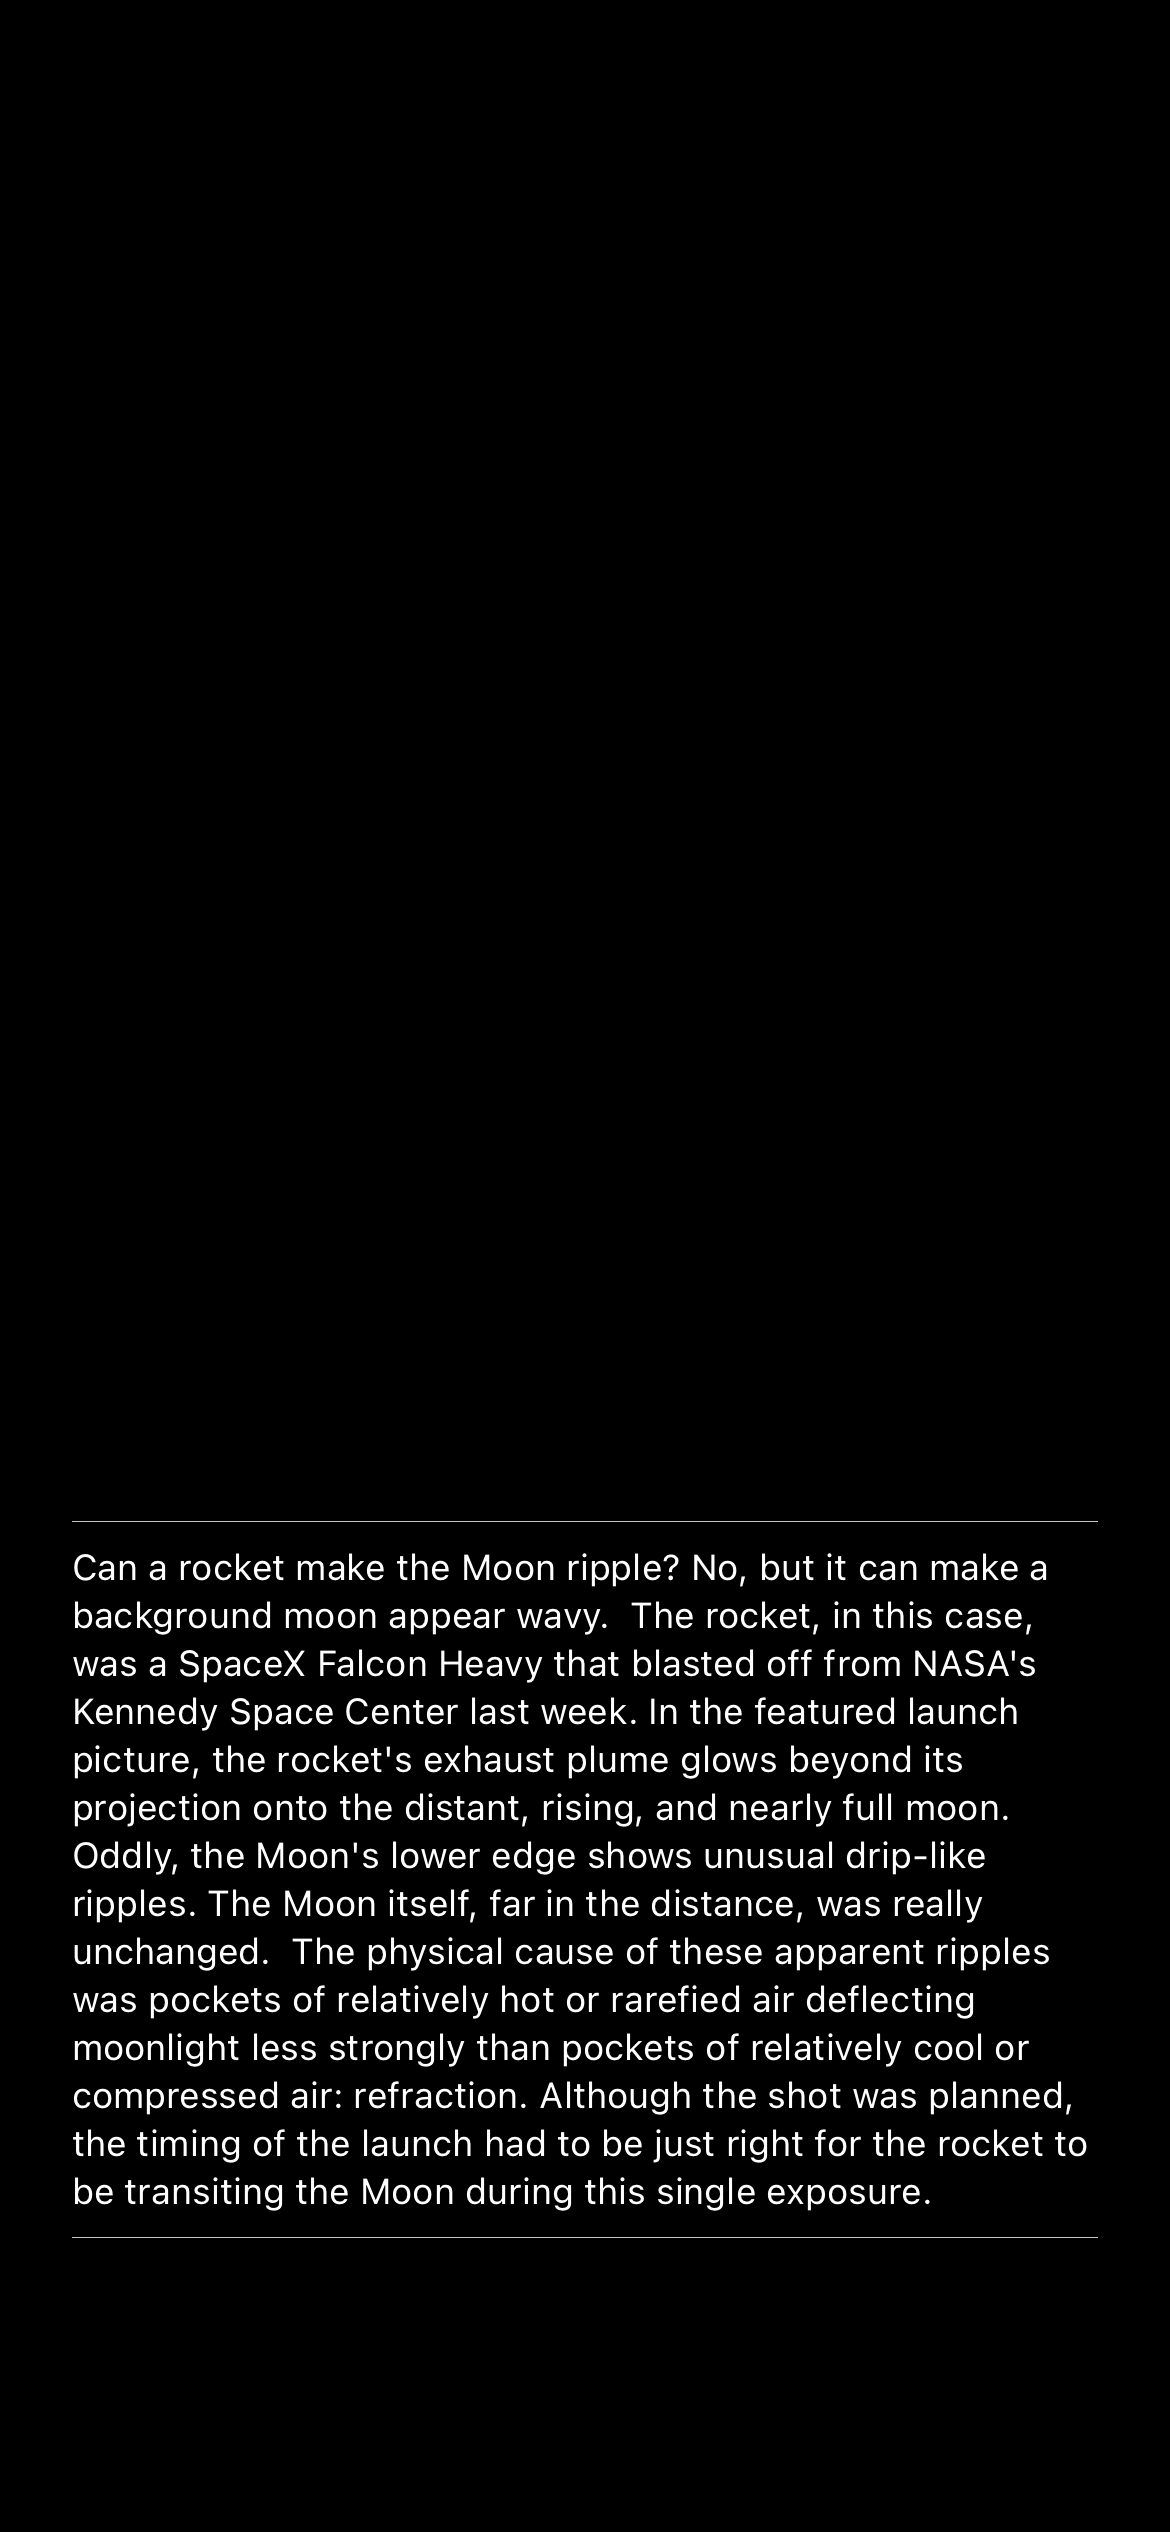 Can a rocket make the Moon ripple? No, but it can make a
background moon appear wavy.  The rocket, in this case,
was a SpaceX Falcon Heavy that blasted off from NASA's
Kennedy Space Center last week. In the featured launch
picture, the rocket's exhaust plume glows beyond its
projection onto the distant, rising, and nearly full moon.
Oddly, the Moon's lower edge shows unusual drip-like
ripples. The Moon itself, far in the distance, was really
unchanged.  The physical cause of these apparent ripples
was pockets of relatively hot or rarefied air deflecting
moonlight less strongly than pockets of relatively cool or
compressed air: refraction. Although the shot was planned,
the timing of the launch had to be just right for the rocket to
be transiting the Moon during this single exposure.